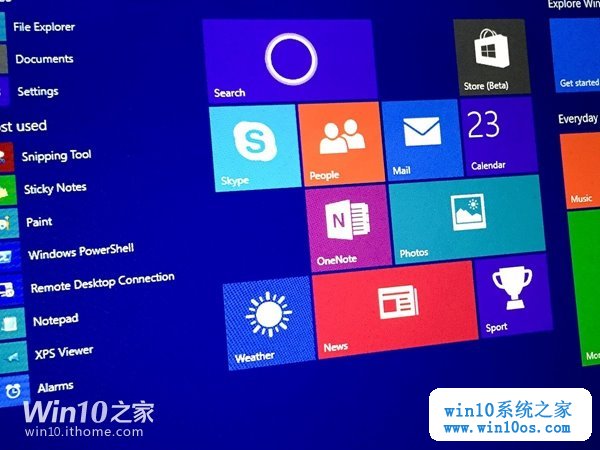 File Explorer
Documents
Settings
ost used
Snipping Tool
Sticky Notes
Paint
Windows PowerShell
Remote Desktop Connection
Notepad
XPS Viewer
Alarms
Search
Store (Beta)
Skype
People
Mail
23
Calendar
N
OneNote
Photos
Weather
News
Sport
Explore Win
Get started
Everyday
Music
Mon
Win10之家
win10.ithome.com
win10系统之家
www.win10os.com